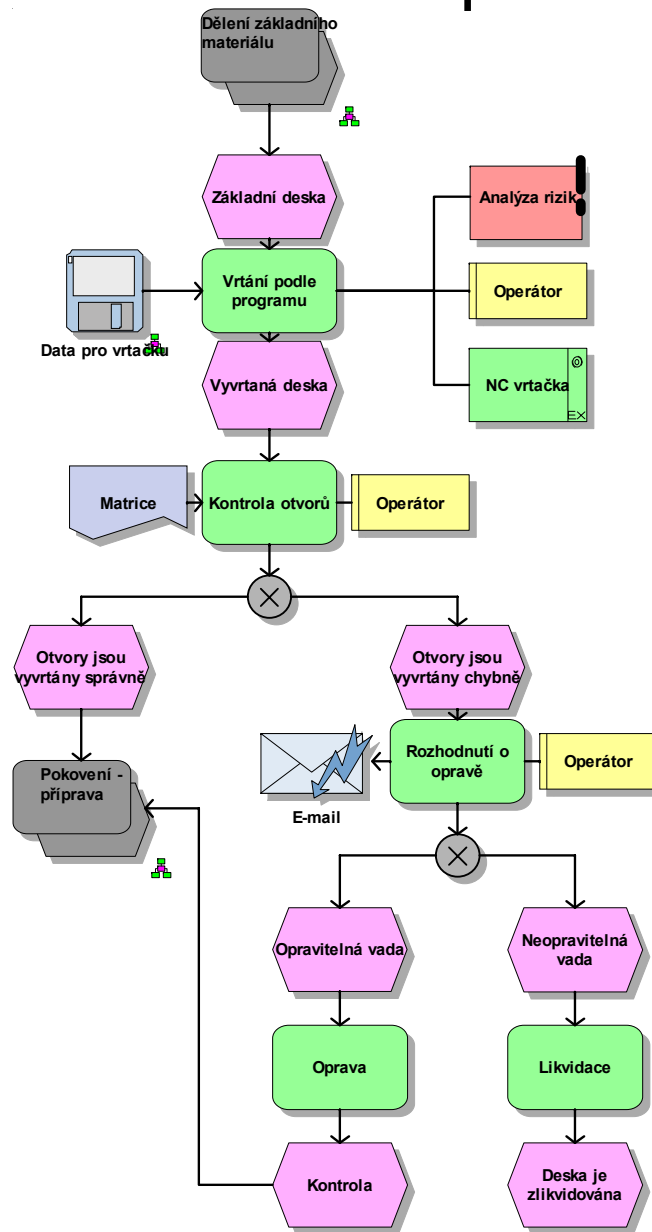 Dělení základního
materiálu
Základní deska
Analýza rizik
Vrtání podle
programu
Operátor
Data pro vrtačku
Vyvrtaná deska
NC vrtačka
EX
Matrice
Kontrola otvorů
Operátor
Otvory jsou
vyvrtány správně
Otvory jsou
vyvrtány chybně
Pokovení -
příprava
Rozhodnutí o
opravě
Operátor
E-mail
Opravitelná vada
Neopravitelná
vada
Oprava
Likvidace
Kontrola
Deska je
zlikvidována